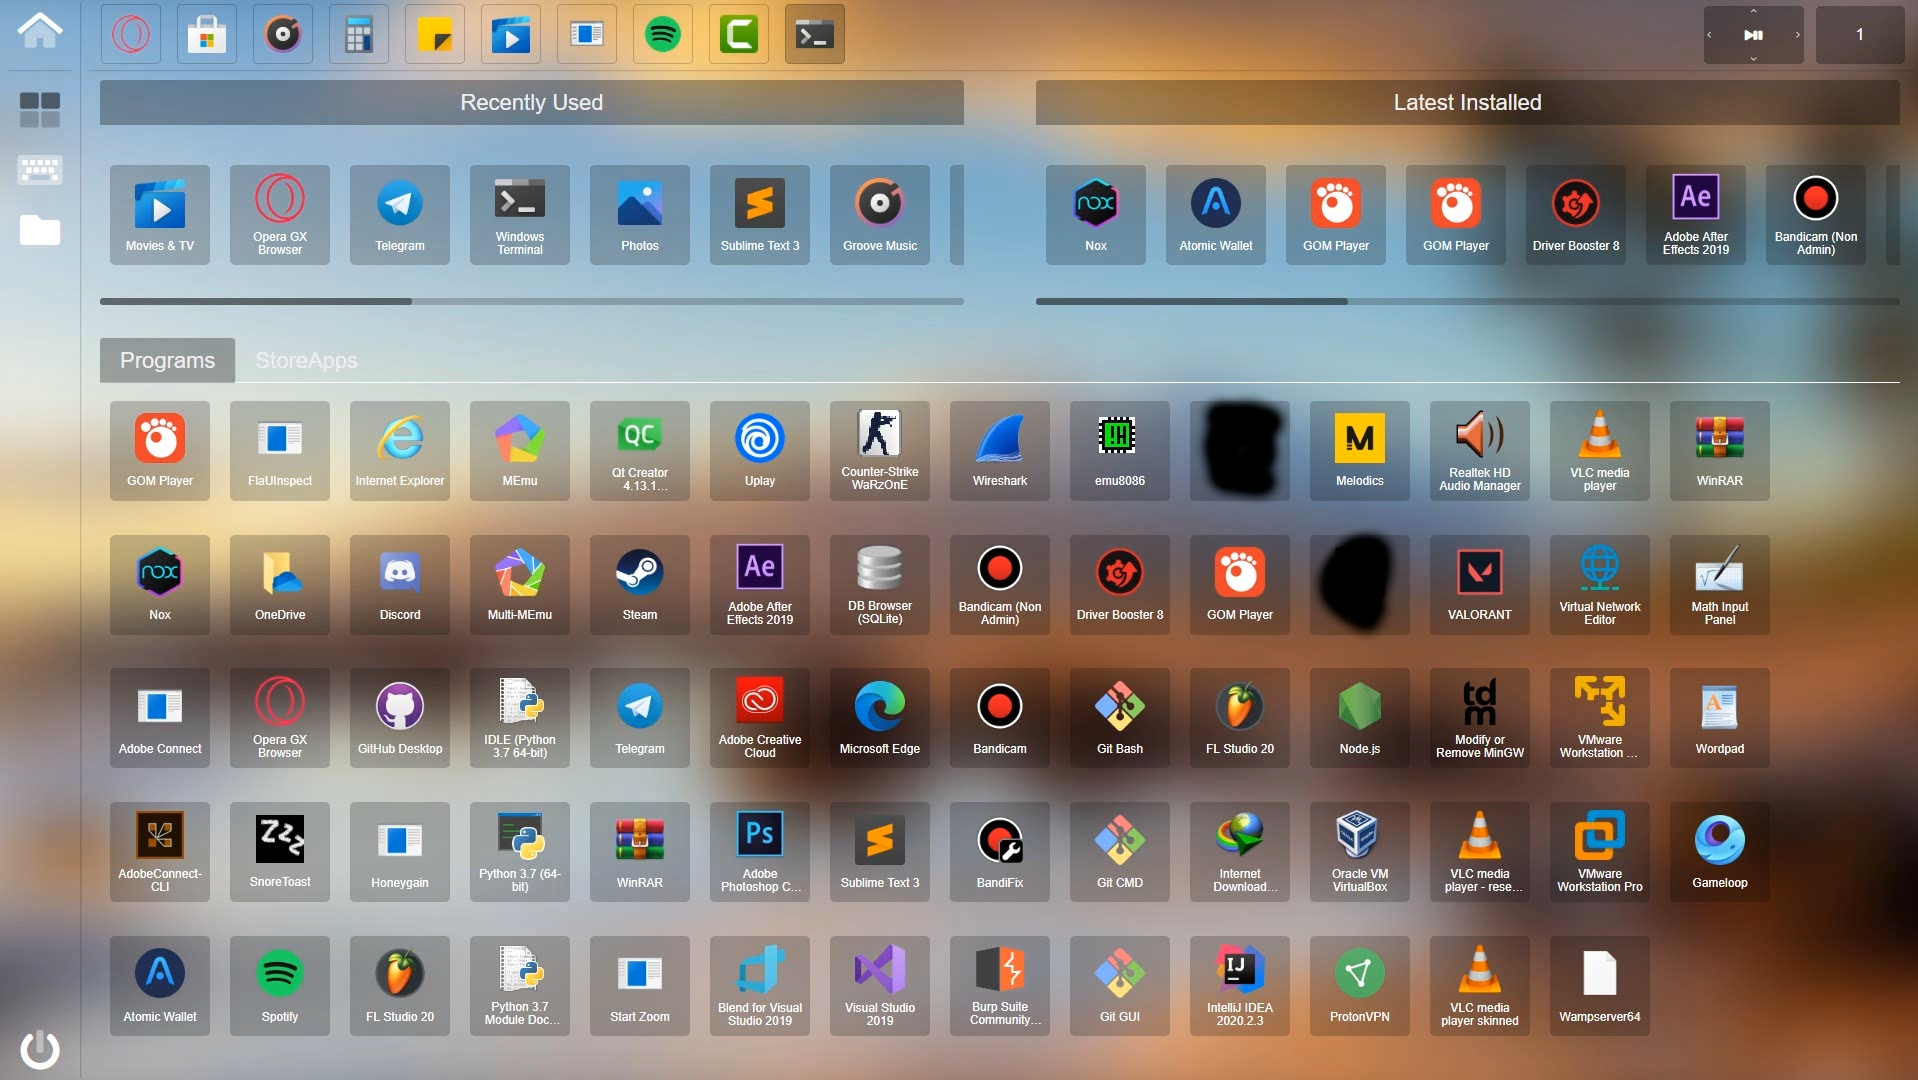 1
Recently Used
Latest Installed
Movies & TV
Opera GX
Browser
Telegram
Windows
Terminal
Photos
Sublime Text 3
Groove Music
nox
Nox
Atomic Wallet
GOM Player
GOM Player
Driver Booster 8
Ae
Adobe After
Effects 2019
Bandicam (Non
Admin)
Programs
StoreApps
GOM Player
FlaUInspect
Internet Explorer
MEmu
QC
Qt Creator
4.13.1...
Uplay
Counter-Strike
WaRzOnE
Wireshark
emu8086
M
Melodics
Realtek HD
Audio Manager
VLC media
player
WinRAR
nox
Nox
OneDrive
Discord
Multi-MEmu
Steam
Ae
Adobe After
Effects 2019
DB Browser
(SQLite)
Bandicam (Non
Admin)
Driver Booster 8
GOM Player
VALORANT
Virtual Network
Editor
Math Input
Panel
Adobe Connect
Opera GX
Browser
GitHub Desktop
IDLE (Python
3.7 64-bit)
Telegram
Adobe Creative
Cloud
Microsoft Edge
Bandicam
Git Bash
FL Studio 20
Node.js
tdm
Modify or
Remove MinGW
VMware
Workstation ...
Wordpad
AdobeConnect-
CLI
ZZZ
SnoreToast
Honeygain
Python 3.7 (64-
bit)
WinRAR
Ps
Adobe
Photoshop C...
Sublime Text 3
BandiFix
Git CMD
Internet
Download...
Oracle VM
VirtualBox
VLC media
player - rese...
VMware
Workstation Pro
Gameloop
Atomic Wallet
Spotify
FL Studio 20
Python 3.7
Module Doc...
Start Zoom
Blend for Visual
Studio 2019
Visual Studio
2019
Burp Suite
Community...
Git GUI
IJ
IntelliJ IDEA
2020.2.3
ProtonVPN
VLC media
player skinned
Wampserver64